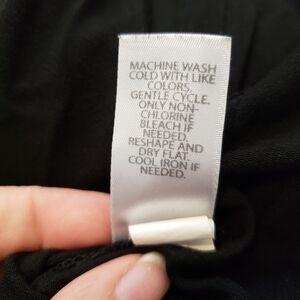 MACHINE WASH
COLD WITH LIKE
COLORS.
GENTLE CYCLE.
ONLY NON-
CHLORINE
BLEACH IF
NEEDED.
RESHAPE AND
DRY FLAT.
COOL IRON IF
NEEDED.